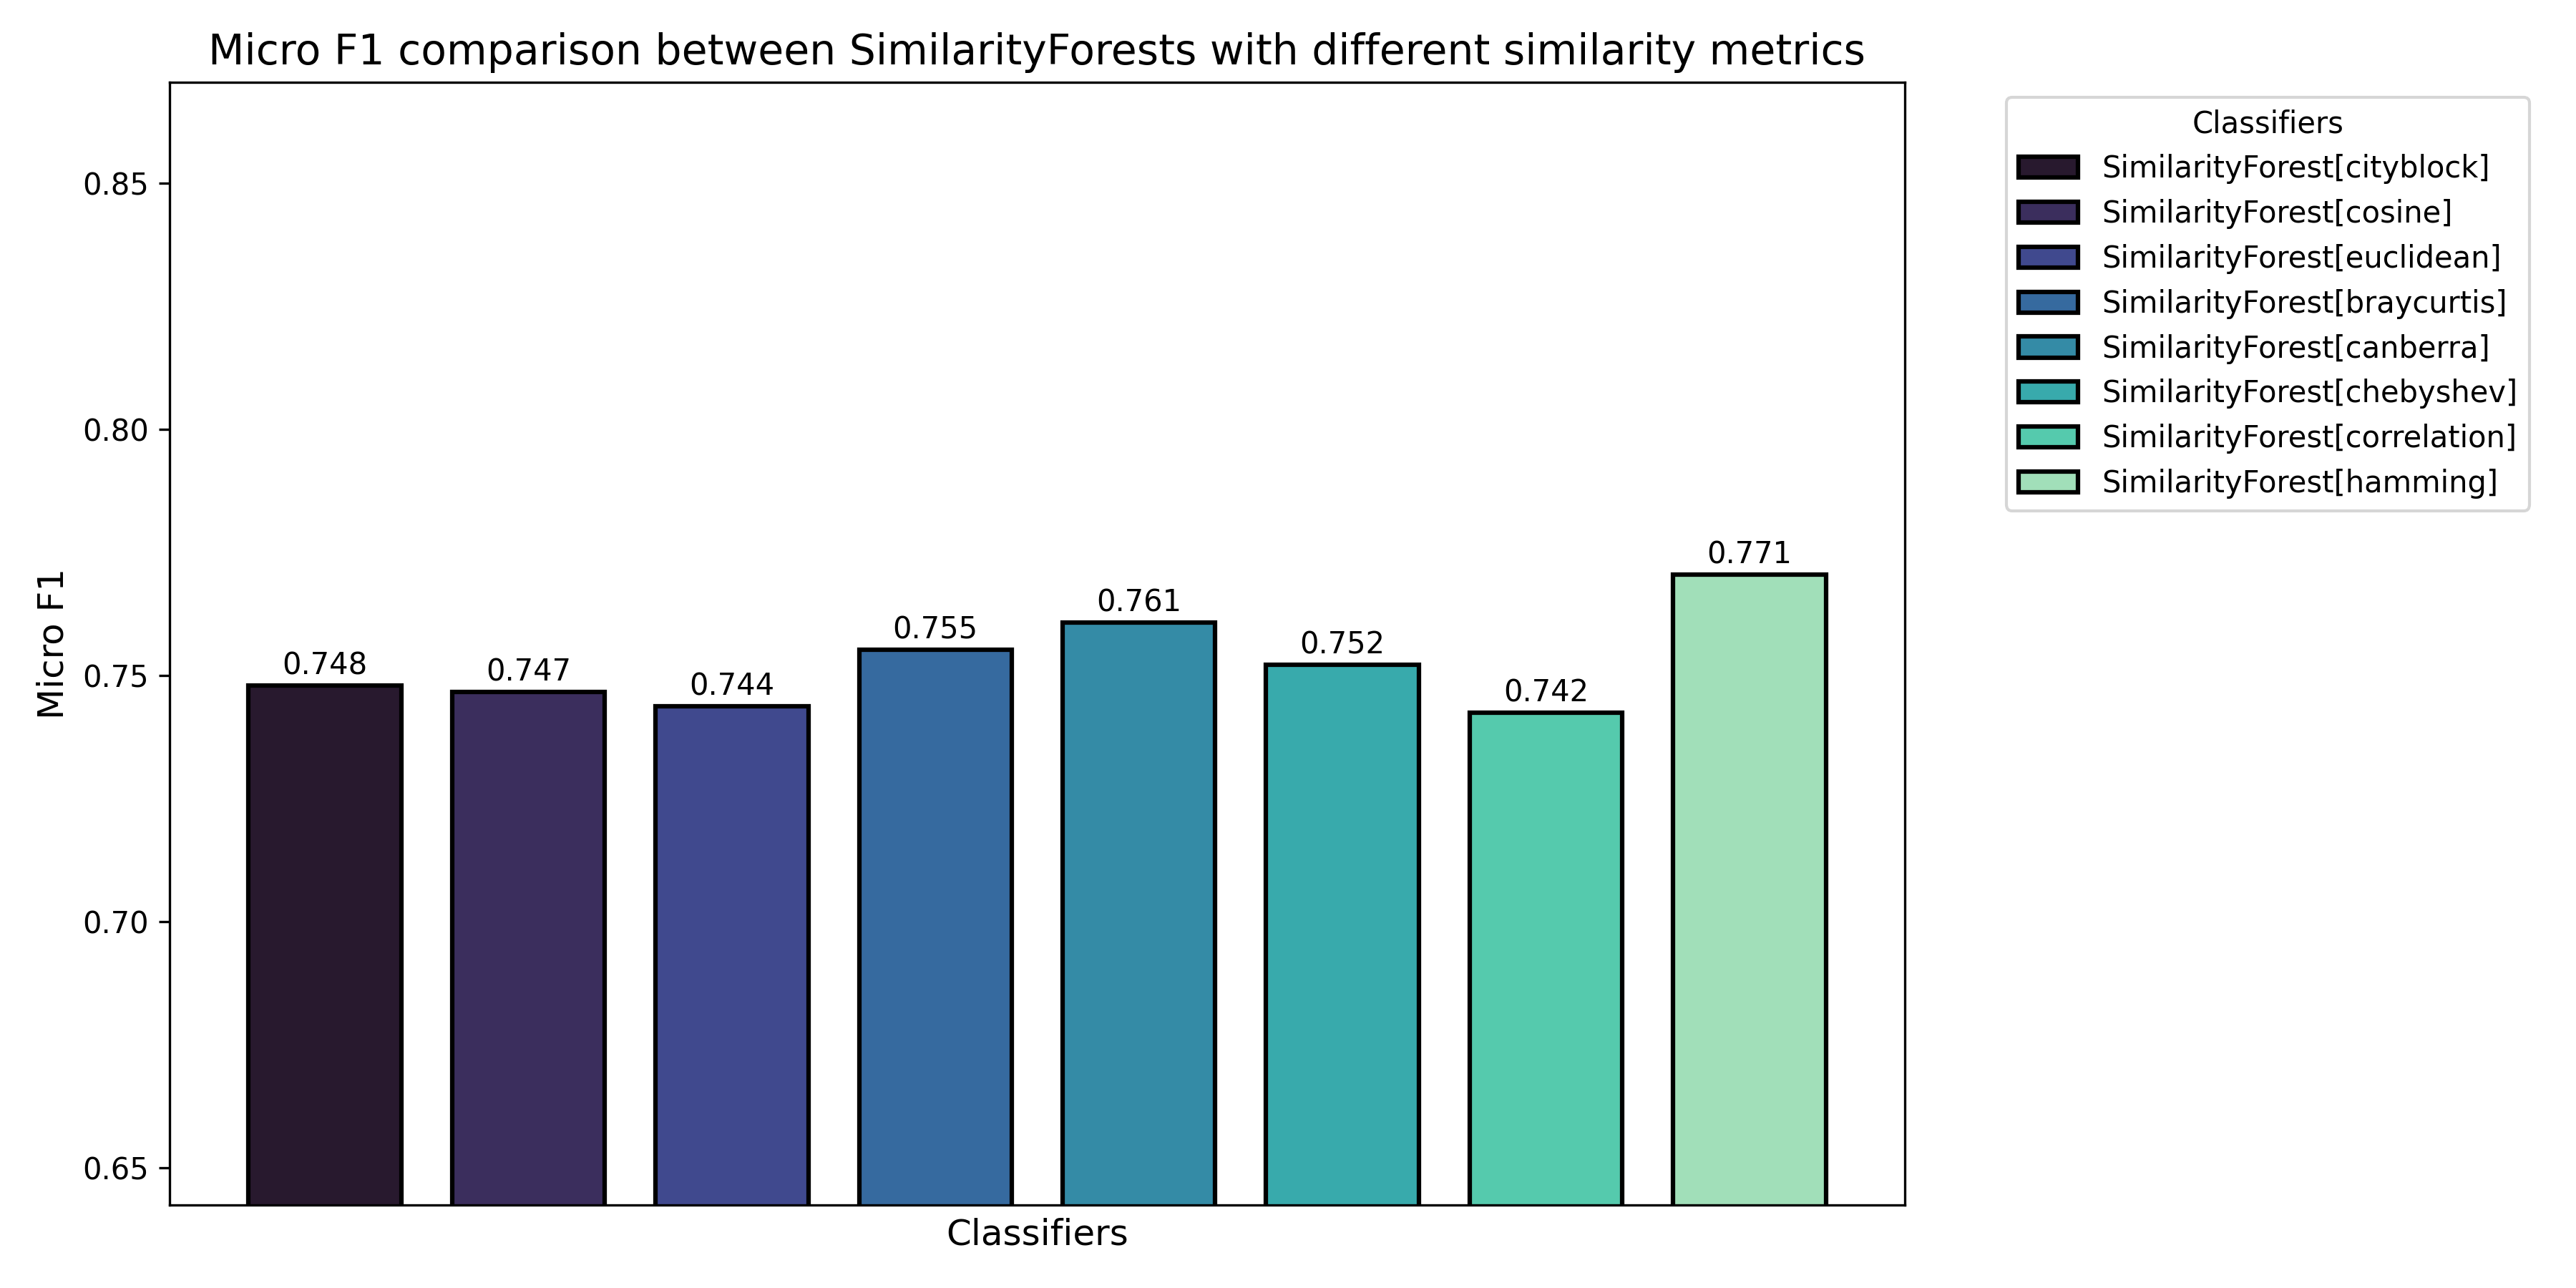 Micro F1 comparison between SimilarityForests with different similarity metrics
Micro F1
0.85
0.80
0.75
0.70
0.65
0.748
0.747
0.744
0.755
0.761
0.752
0.742
0.771
Classifiers
Classifiers
SimilarityForest[cityblock]
SimilarityForest[cosine]
SimilarityForest[euclidean]
SimilarityForest[braycurtis]
SimilarityForest[canberra]
SimilarityForest[chebyshev]
SimilarityForest[correlation]
SimilarityForest[hamming]